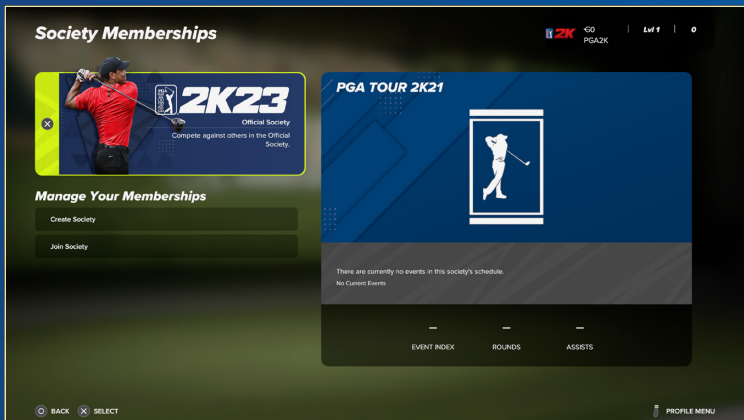 Society Memberships
2K
G0
PGA2K
Lvl 1
0
PGA TOUR
2K23
Official Society
Compete against others in the Official
Society.
Manage Your Memberships
Create Society
Join Society
PGA TOUR 2K21
There are currently no events in this society's schedule.
No Current Events
— — —
EVENT INDEX ROUNDS ASSISTS
BACK SELECT
PROFILE MENU